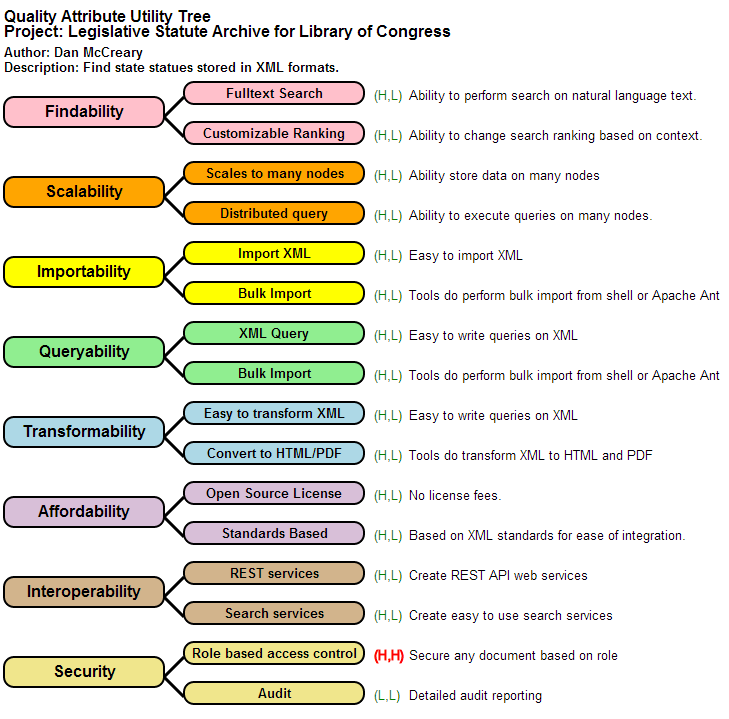 Quality Attribute Utility Tree
Project: Legislative Statute Archive for Library of Congress
Author: Dan McCreary
Description: Find state statues stored in XML formats.
Findability
Fulltext Search (H,L) Ability to perform search on natural language text.
Customizable Ranking (H,L) Ability to change search ranking based on context.
Scalability
Scales to many nodes (H,L) Ability store data on many nodes
Distributed query (H,L) Ability to execute queries on many nodes.
Importability
Import XML (H,L) Easy to import XML
Bulk Import (H,L) Tools do perform bulk import from shell or Apache Ant
Queryability
XML Query (H,L) Easy to write queries on XML
Bulk Import (H,L) Tools do perform bulk import from shell or Apache Ant
Transformability
Easy to transform XML (H,L) Easy to write queries on XML
Convert to HTML/PDF (H,L) Tools do transform XML to HTML and PDF
Affordability
Open Source License (H,L) No license fees.
Standards Based (H,L) Based on XML standards for ease of integration.
Interoperability
REST services (H,L) Create REST API web services
Search services (H,L) Create easy to use search services
Security
Role based access control (H,H) Secure any document based on role
Audit (L,L) Detailed audit reporting